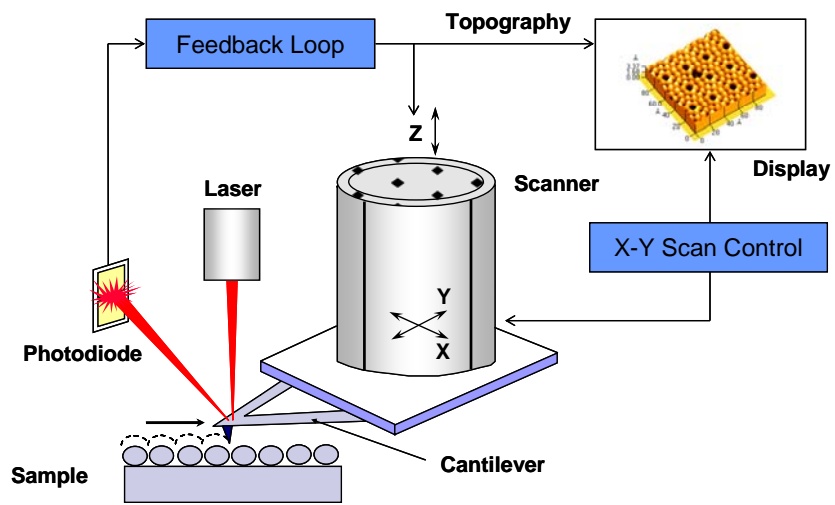 Topography
Feedback Loop
Z
Display
Laser
Scanner
X-Y Scan Control
Y
X
Photodiode
Cantilever
Sample